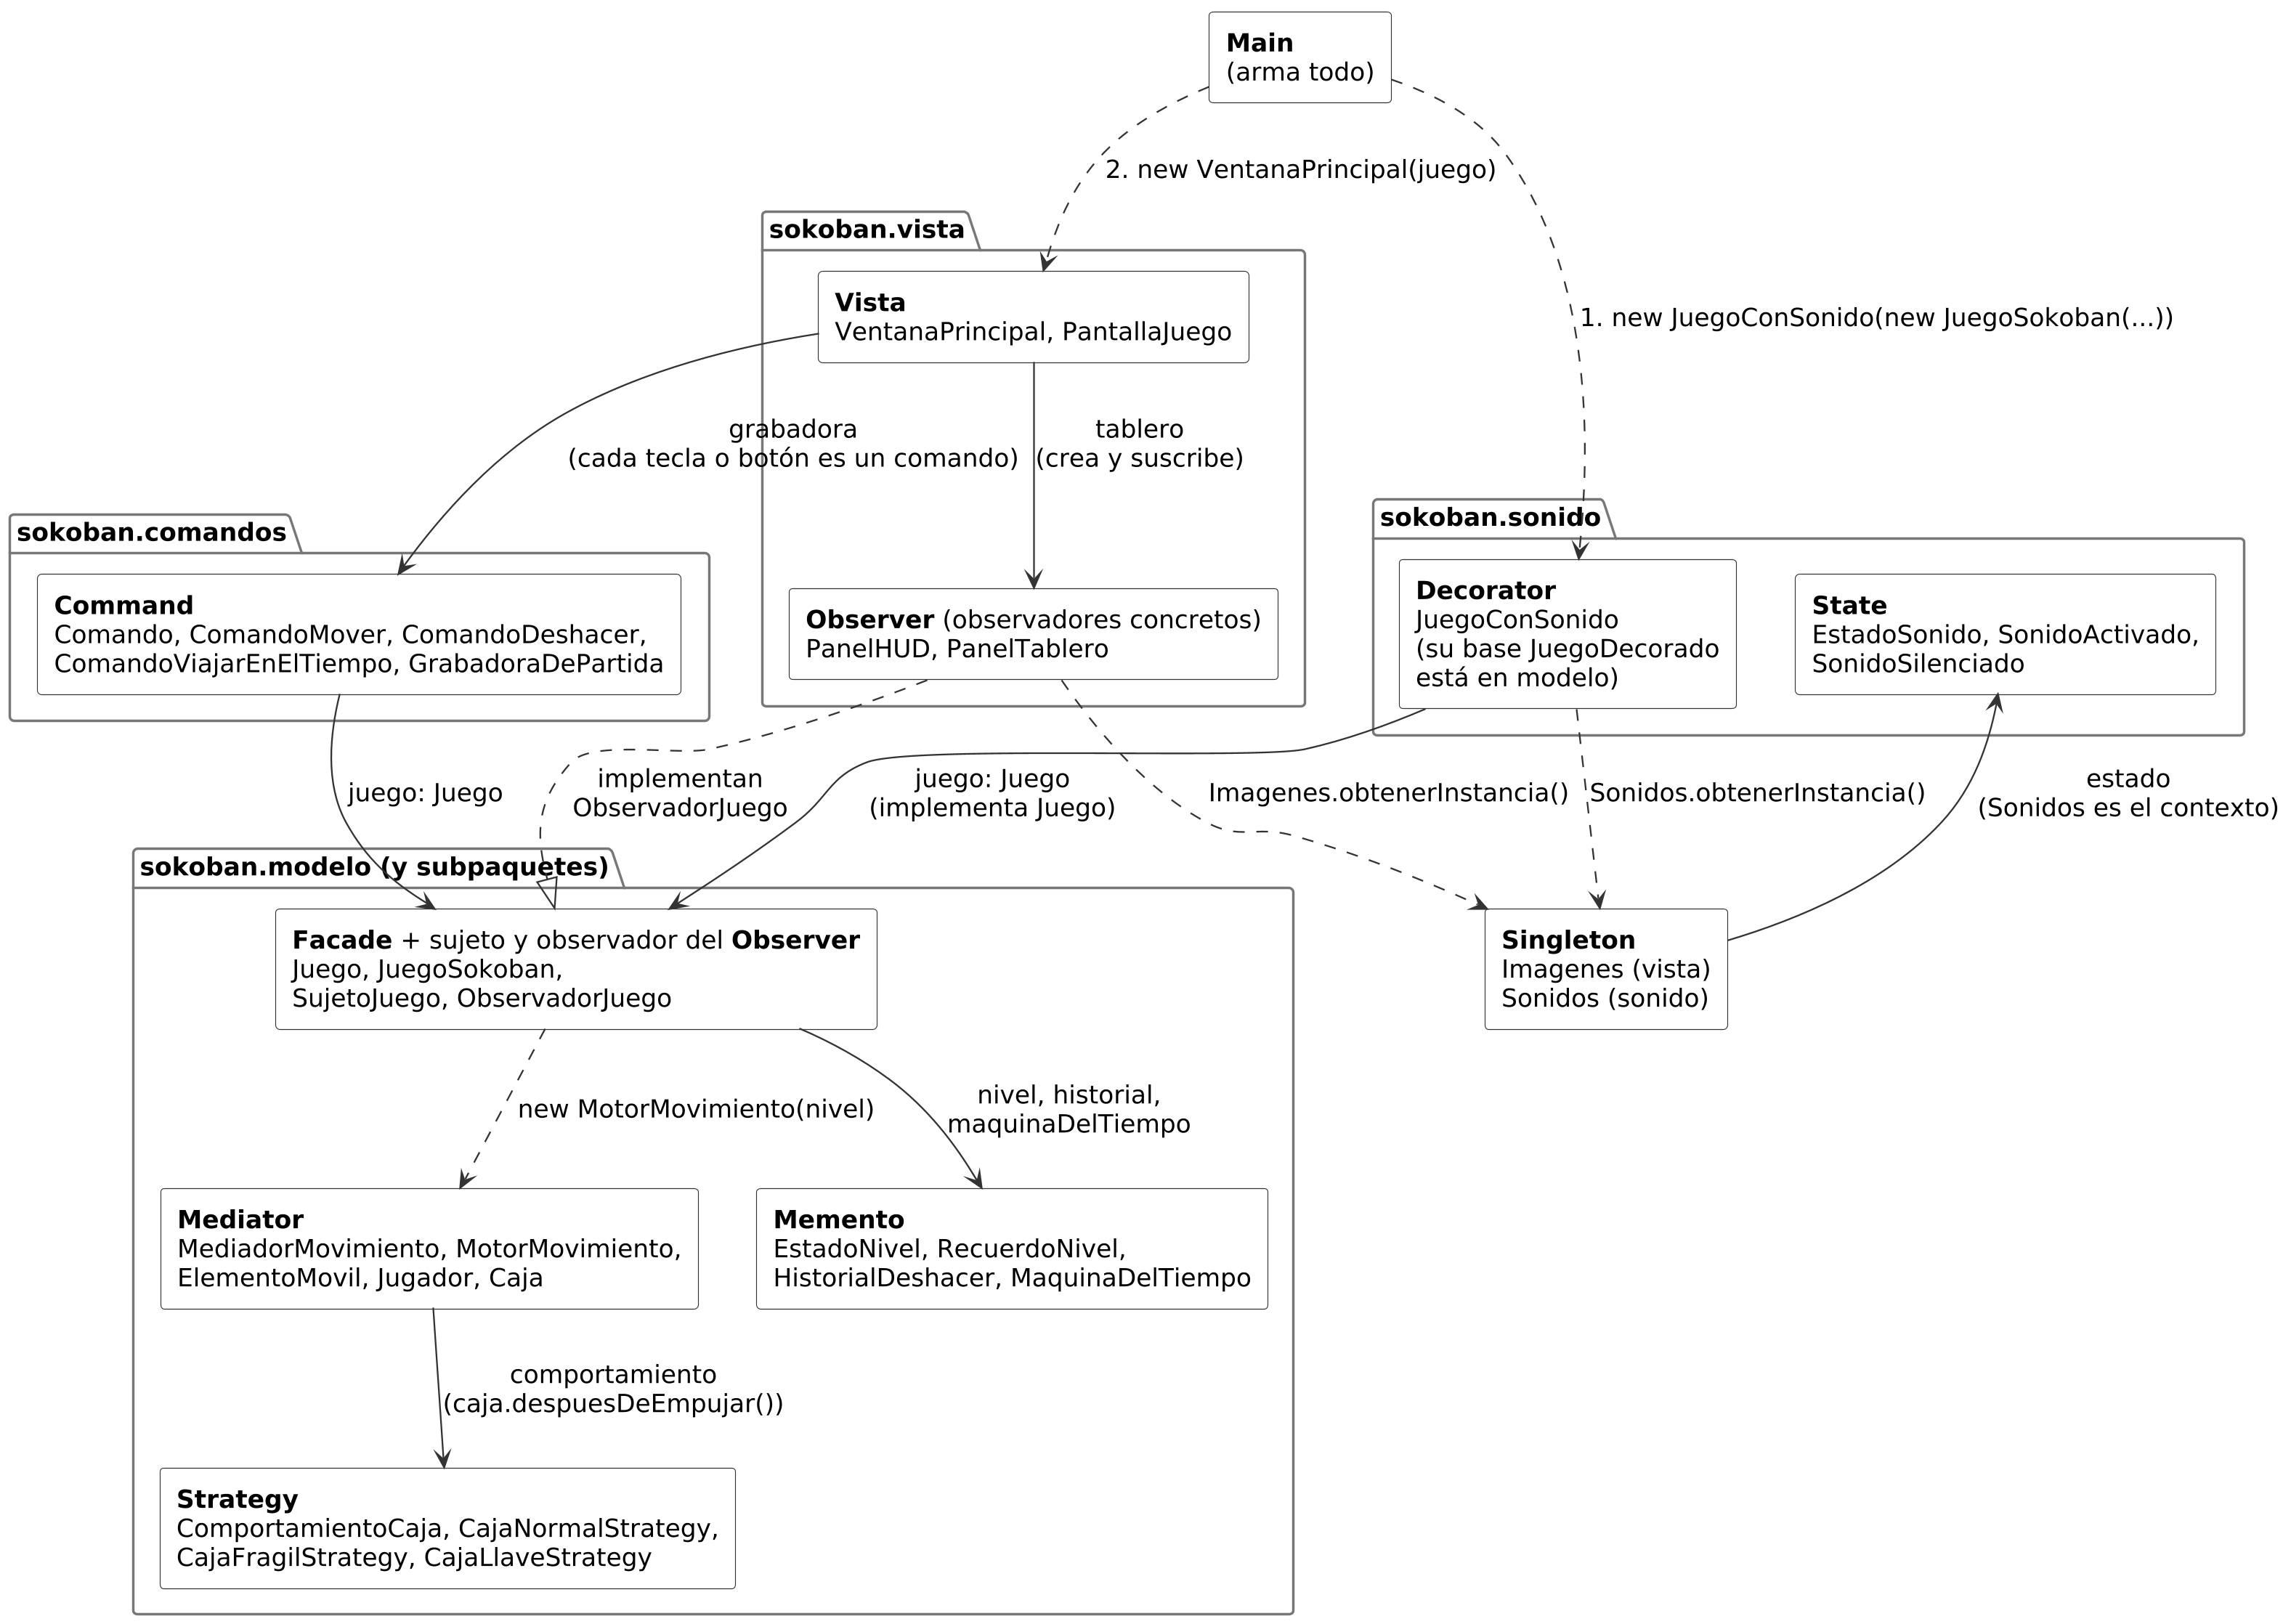 Main
(arma todo)
2. new VentanaPrincipal(juego)
1. new JuegoConSonido(new JuegoSokoban(...))
sokoban.vista
Vista
VentanaPrincipal, PantallaJuego
grabadora
(cada tecla o botón es un comando)
tablero
(crea y suscribe)
sokoban.comandos
Command
Comando, ComandoMover, ComandoDeshacer,
ComandoViajarEnElTiempo, GrabadoraDePartida
Observer (observadores concretos)
PanelHUD, PanelTablero
sokoban.sonido
Decorator
JuegoConSonido
(su base JuegoDecorado
está en modelo)
State
EstadoSonido, SonidoActivado,
SonidoSilenciado
juego: Juego
implementan
ObservadorJuego
juego: Juego
(implementa Juego)
Imagenes.obtenerInstancia()
Sonidos.obtenerInstancia()
estado
(Sonidos es el contexto)
sokoban.modelo (y subpaquetes)
Facade + sujeto y observador del Observer
Juego, JuegoSokoban,
SujetoJuego, ObservadorJuego
Singleton
Imagenes (vista)
Sonidos (sonido)
new MotorMovimiento(nivel)
nivel, historial,
maquinaDelTiempo
Mediator
MediadorMovimiento, MotorMovimiento,
ElementoMovil, Jugador, Caja
Memento
EstadoNivel, RecuerdoNivel,
HistorialDeshacer, MaquinaDelTiempo
comportamiento
(caja.despuesDeEmpujar())
Strategy
ComportamientoCaja, CajaNormalStrategy,
CajaFragilStrategy, CajaLlaveStrategy